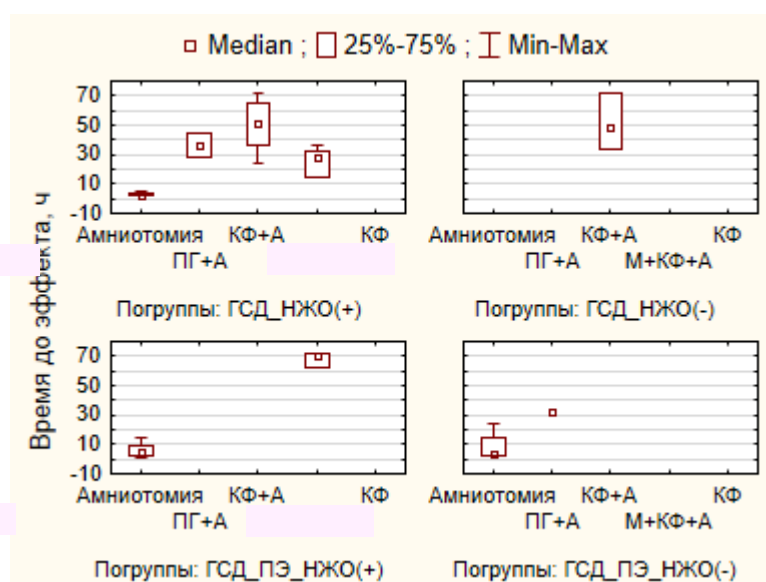 Median ; 25%-75% ; Min-Max
Время до эффекта, ч
70
50
30
10
-10
Амниотомия КФ+А КФ
ПГ+А
Погруппы: ГСД_НЖО(+)
Амниотомия КФ+А КФ
ПГ+А М+КФ+А
Погруппы: ГСД_НЖО(-)
70
50
30
10
-10
Амниотомия КФ+А КФ
ПГ+А
Погруппы: ГСД_ПЭ_НЖО(+)
Амниотомия КФ+А КФ
ПГ+А М+КФ+А
Погруппы: ГСД_ПЭ_НЖО(-)